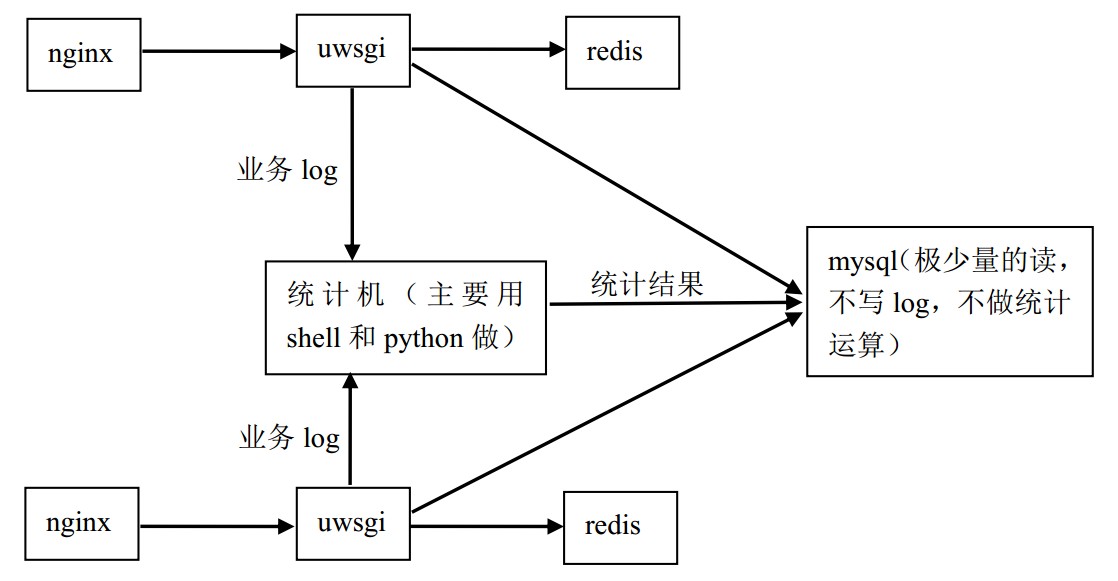 nginx
uwsgi
redis
业务 log
统计机（主要用
shell 和 python 做）
统计结果
mysql（极少量的读，
不写 log，不做统计
运算）
业务 log
nginx
uwsgi
redis